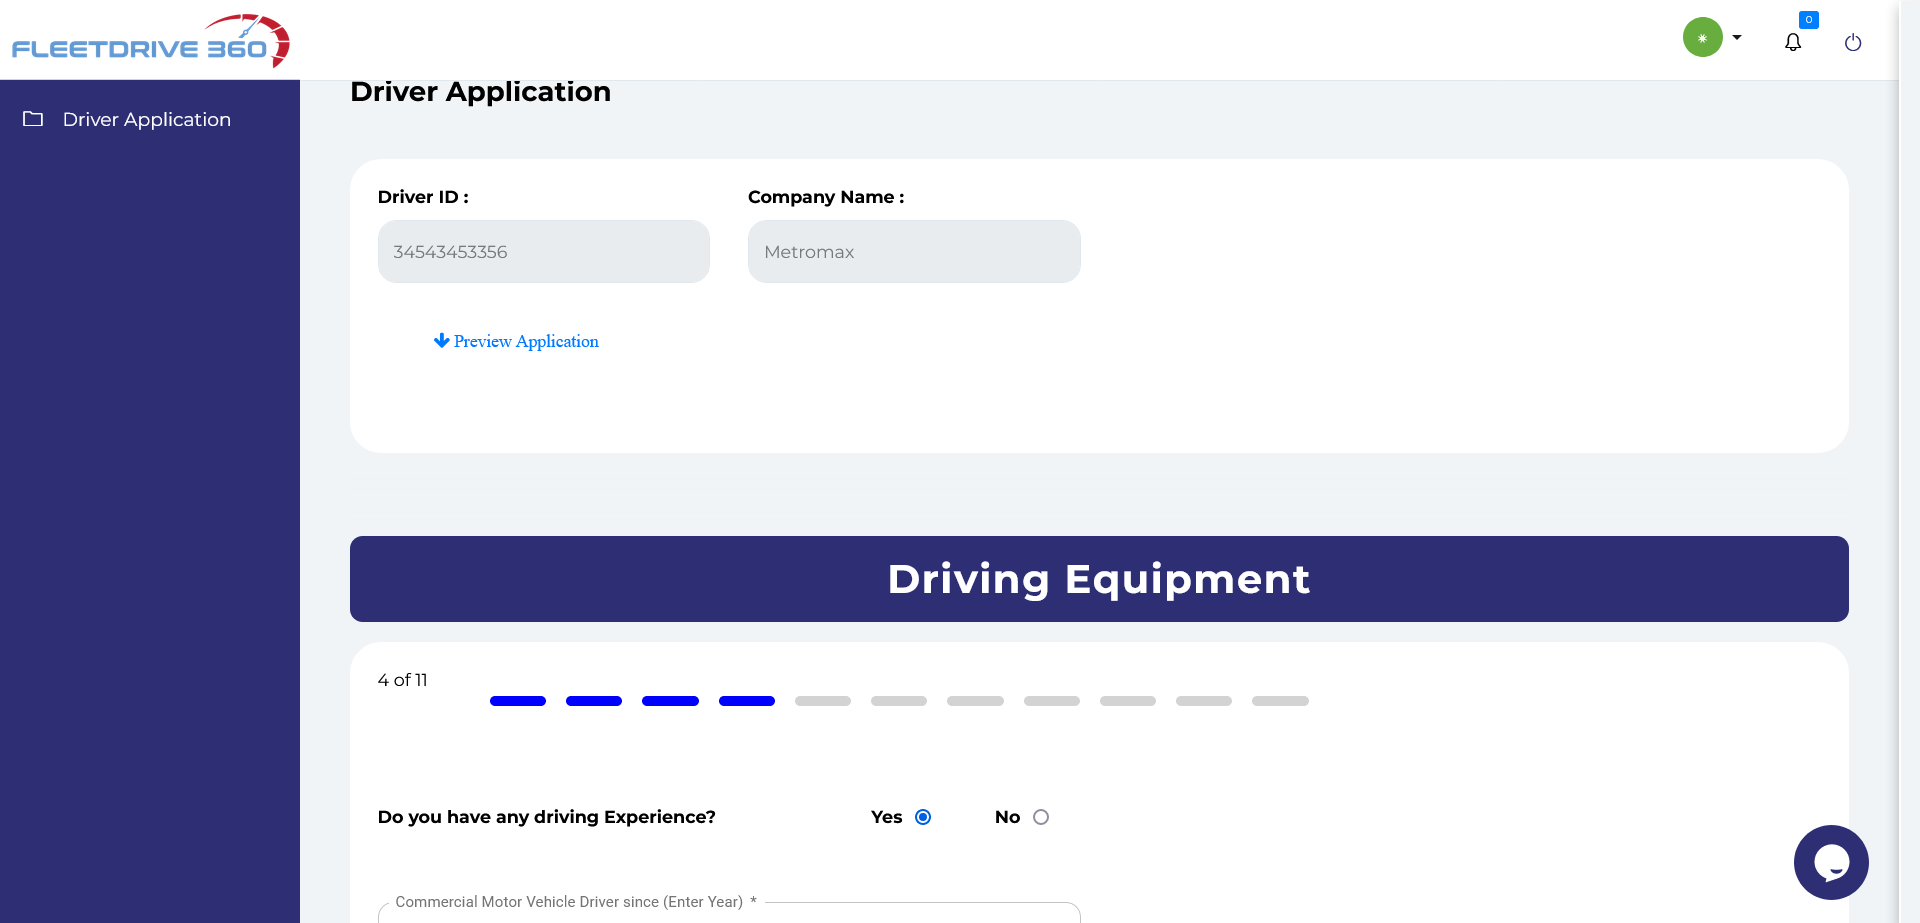 FLEETDRIVE 360
0
Driver Application
Driver Application
Driver ID :
Company Name :
34543453356
Metromax
Preview Application
Driving Equipment
4 of 11
Do you have any driving Experience?
Yes
No
Commercial Motor Vehicle Driver since (Enter Year) *